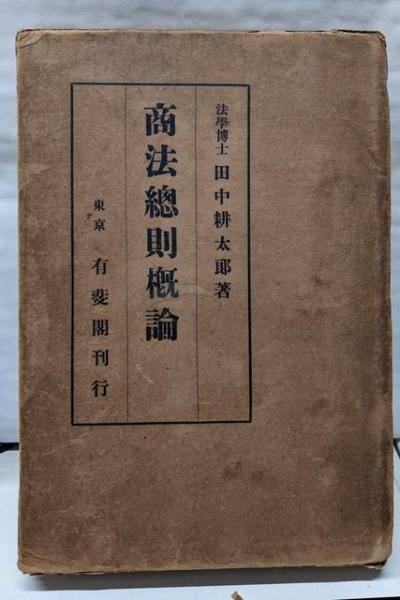 法學博士 田中耕太郎著
商法總則概論
東京 有斐閣刊行